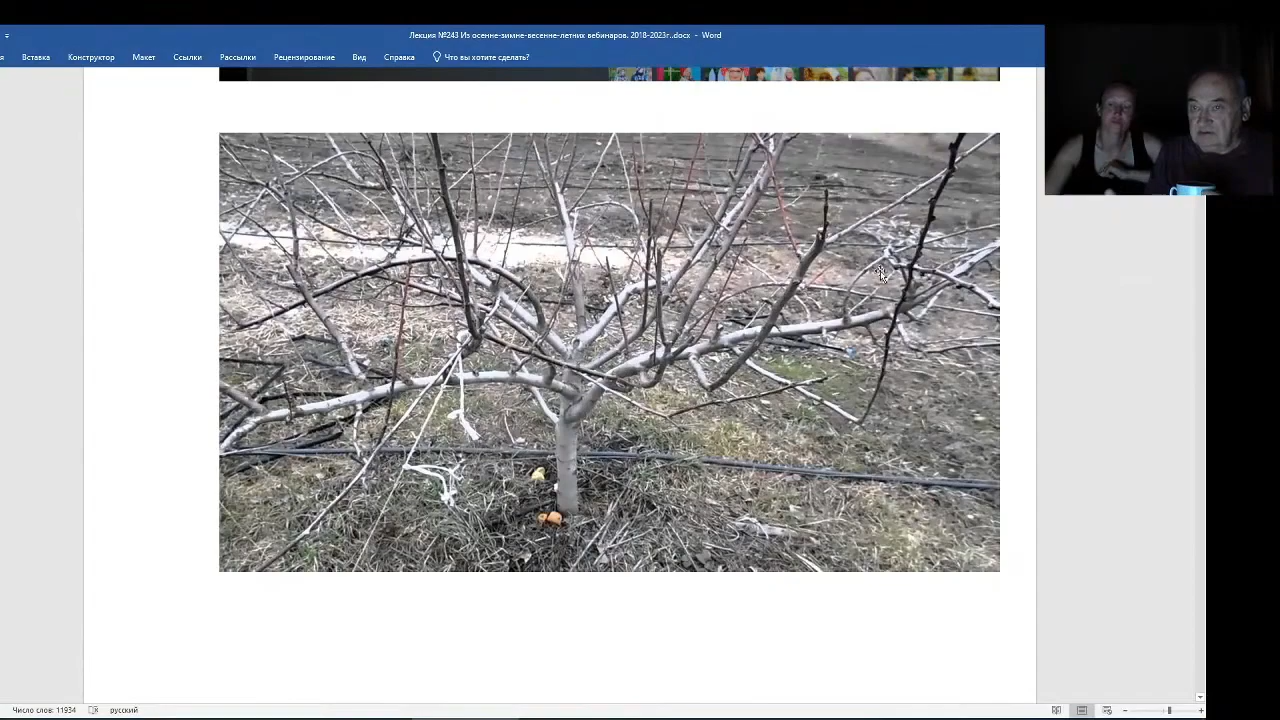 Лекция №243 Из осенне-зимне-весенне-летних вебинаров. 2018-2023г..docx - Word
я Вставка Конструктор Макет Ссылки Рассылки Рецензирование Вид Справка Что вы хотите сделать?
Число слов: 11934 русский